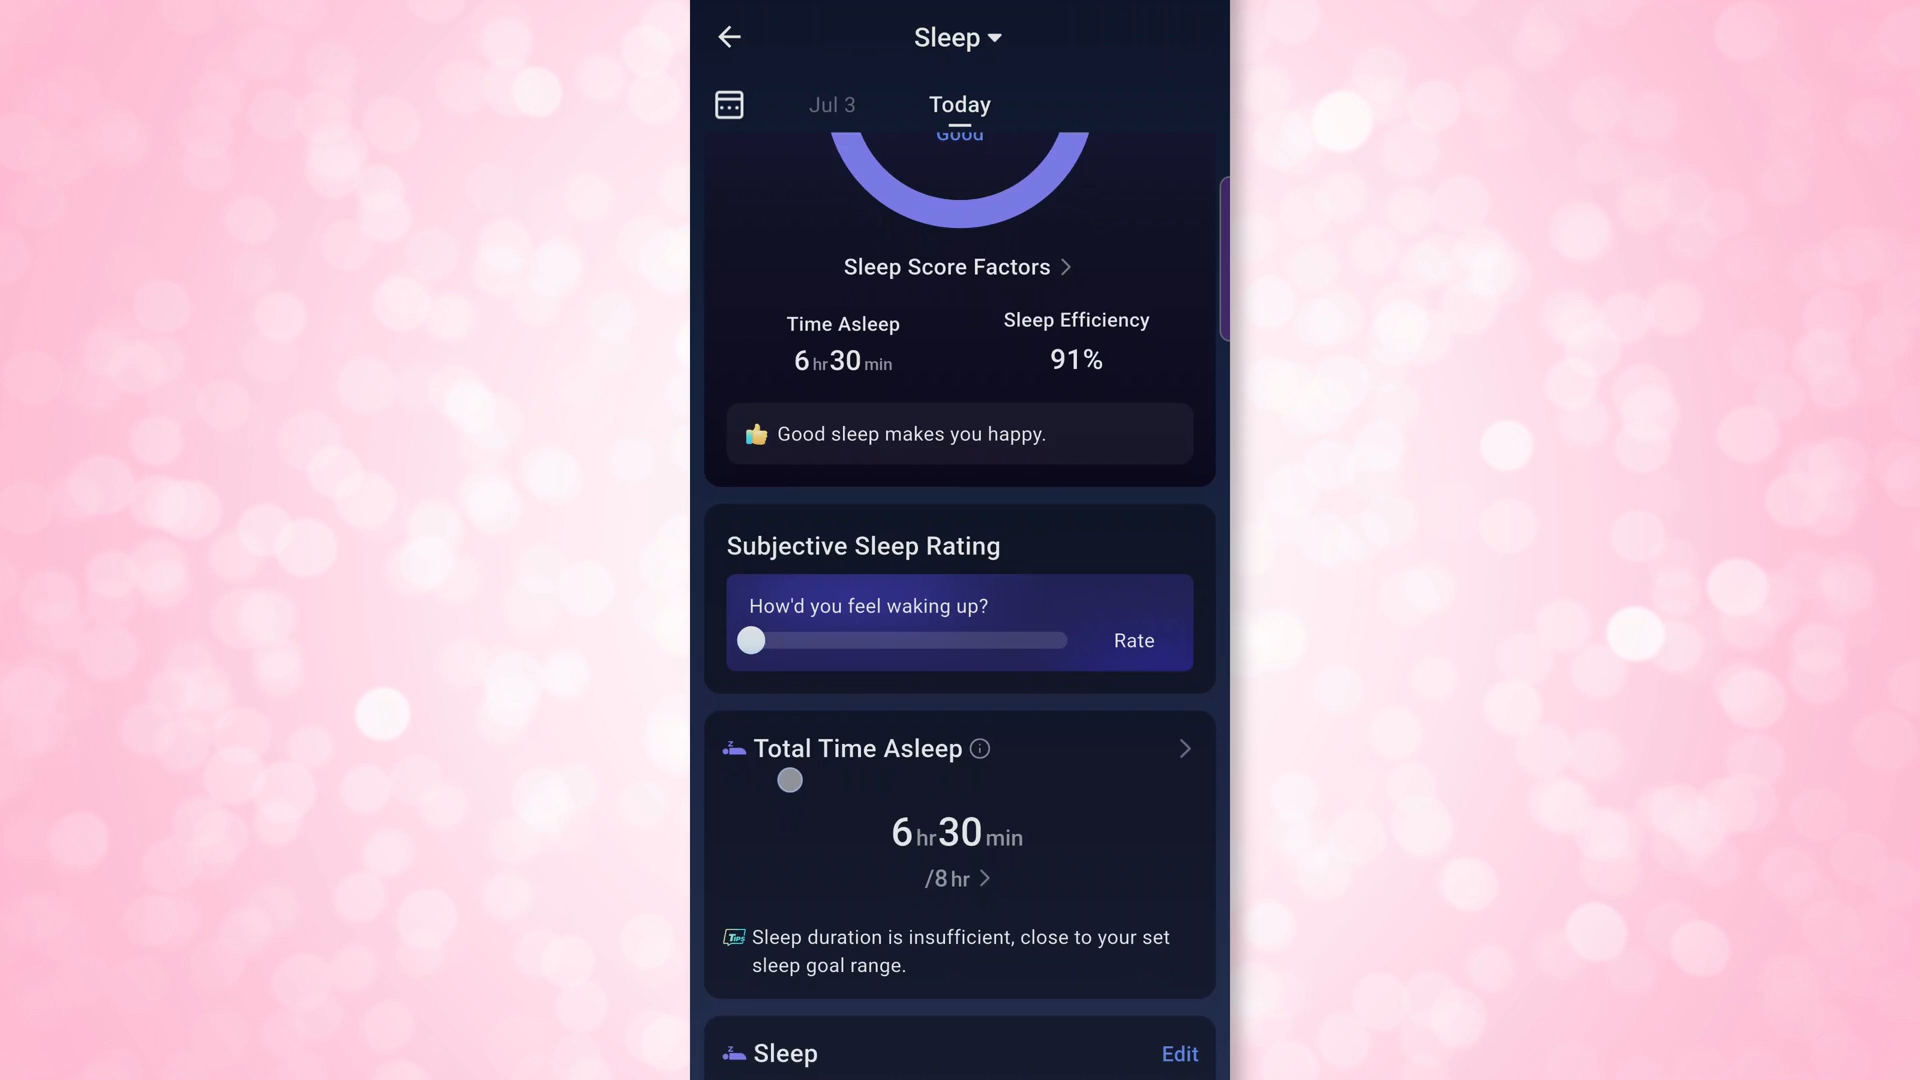 Sleep
Jul 3 Today
Good
Sleep Score Factors
Time Asleep Sleep Efficiency
6 hr 30 min 91%
Good sleep makes you happy.
Subjective Sleep Rating
How'd you feel waking up?
Rate
Total Time Asleep
6 hr 30 min
/8 hr
TIPS Sleep duration is insufficient, close to your set
sleep goal range.
Sleep Edit